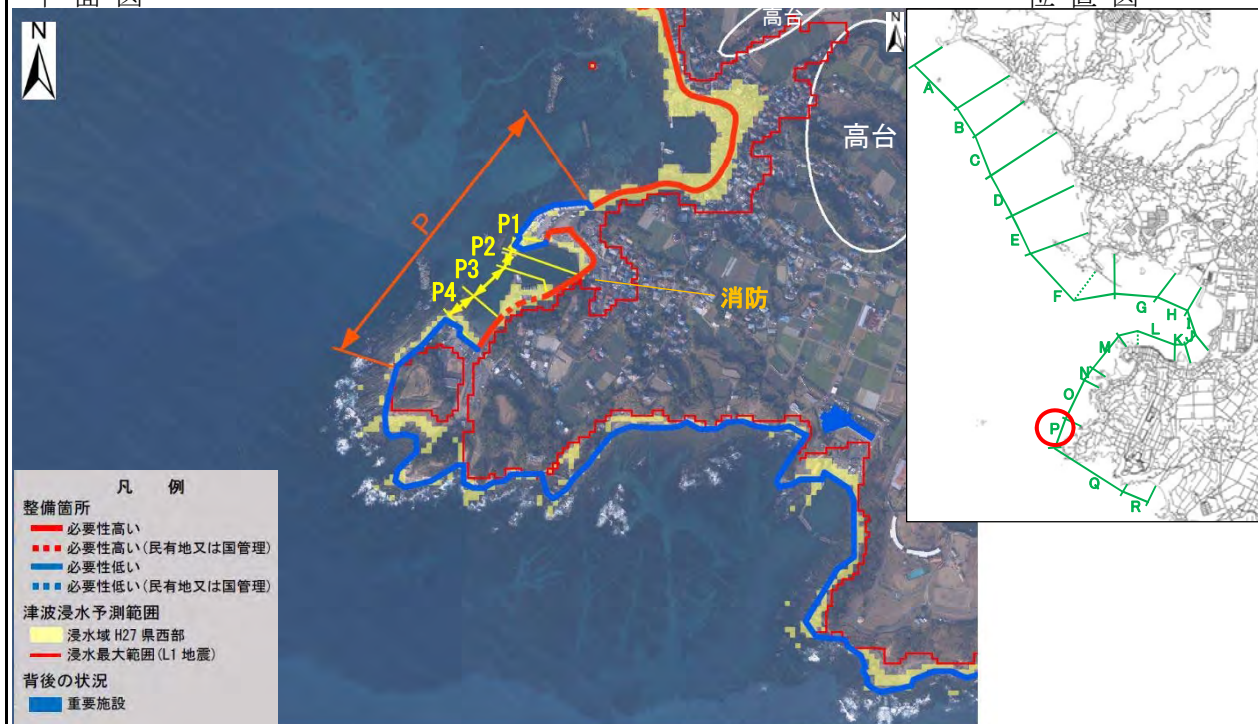 平 面 図
位 置 図
N
高台
N
高台
P
P1
P2
P3
P4
消防
凡 例
整備箇所
必要性高い
必要性高い(民有地又は国管理)
必要性低い
必要性低い(民有地又は国管理)
津波浸水予測範囲
浸水域 H27 県西部
浸水最大範囲(L1 地震)
背後の状況
重要施設
A
B
C
D
E
F
G
H
I
J
K
L
M
N
O
P
Q
R